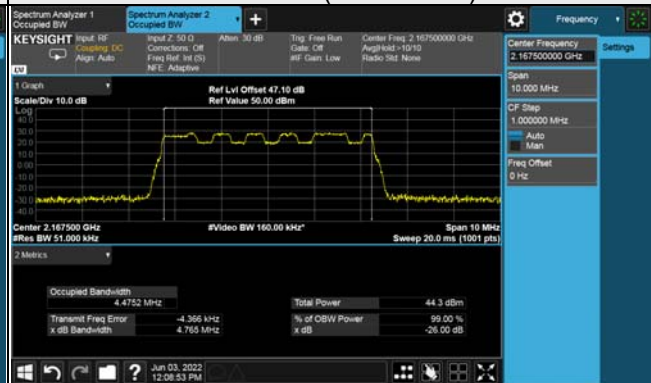 Spectrum Analyzer 1
Occupied BW
Spectrum Analyzer 2
Occupied BW
+
Frequency
KEYSIGHT
Input: RF
Coupling: DC
Align: Auto
Input Z: 50 Ω
Corrections: Off
Freq Ref: Int (S)
NFE: Adaptive
Atten: 30 dB
Trig: Free Run
Gate: Off
#IF Gain: Low
Center Freq: 2.167500000 GHz
Avg|Hold:>10/10
Radio Std: None
Center Frequency
2.167500000 GHz
Settings
Span
10.000 MHz
CF Step
1.000000 MHz
Auto
Man
Freq Offset
0 Hz
1 Graph
Scale/Div 10.0 dB
Ref Lvl Offset 47.10 dB
Ref Value 50.00 dBm
Log
40.0
30.0
20.0
10.0
0.00
-10.0
-20.0
-30.0
-40.0
Center 2.167500 GHz
#Res BW 51.000 kHz
#Video BW 160.00 kHz*
Span 10 MHz
Sweep 20.0 ms (1001 pts)
2 Metrics
Occupied Bandwidth
4.4752 MHz
Total Power
44.3 dBm
Transmit Freq Error
-4.366 kHz
% of OBW Power
99.00 %
x dB Bandwidth
4.765 MHz
x dB
-26.00 dB
?
Jun 03, 2022
12:08:53 PM